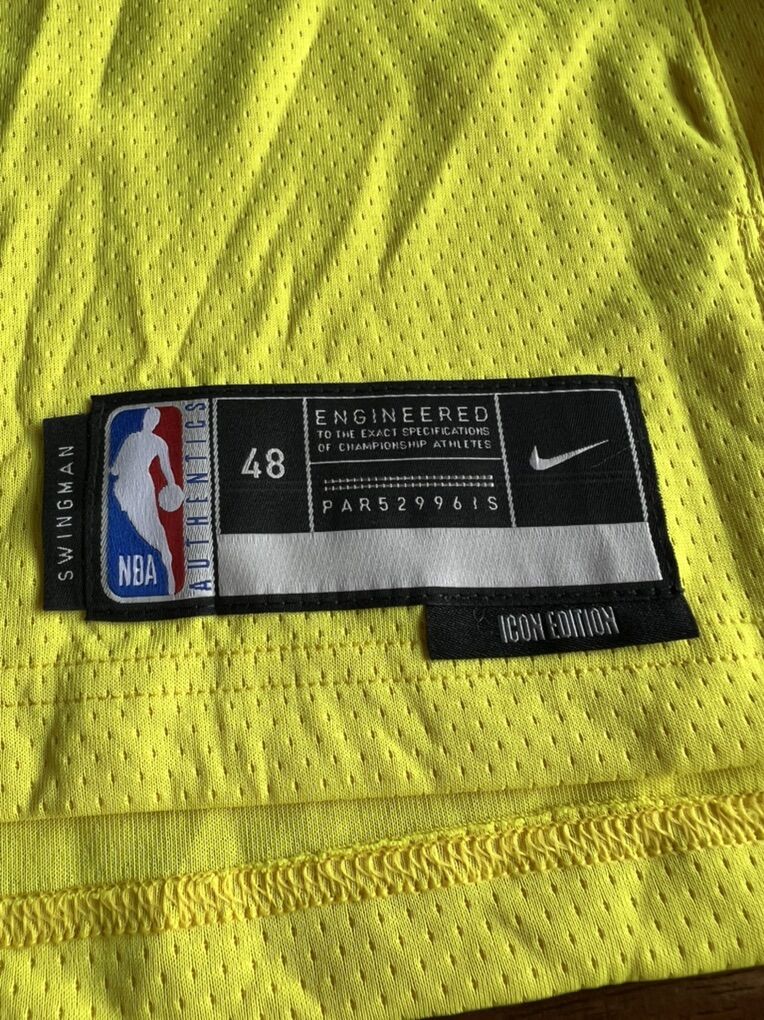 SWINGMAN
NBA
AUTHENTICS
48
ENGINEERED
TO THE EXACT SPECIFICATIONS
OF CHAMPIONSHIP ATHLETES
PAR52996IS
ICON EDITION